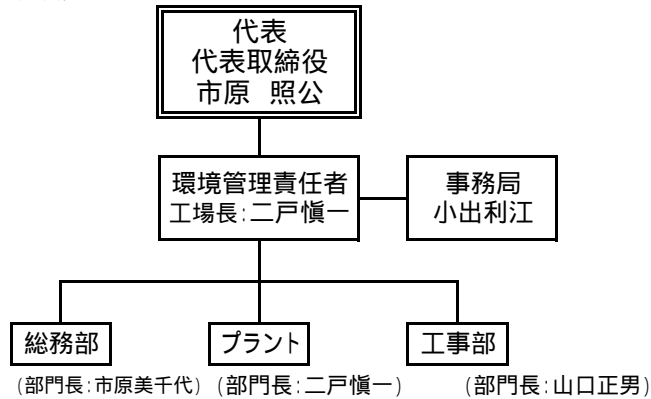 代表
代表取締役
市原 照公
環境管理責任者
工場長:二戸愼一
事務局
小出利江
総務部
プラント
工事部
(部門長:市原美千代)
(部門長:二戸愼一)
(部門長:山口正男)